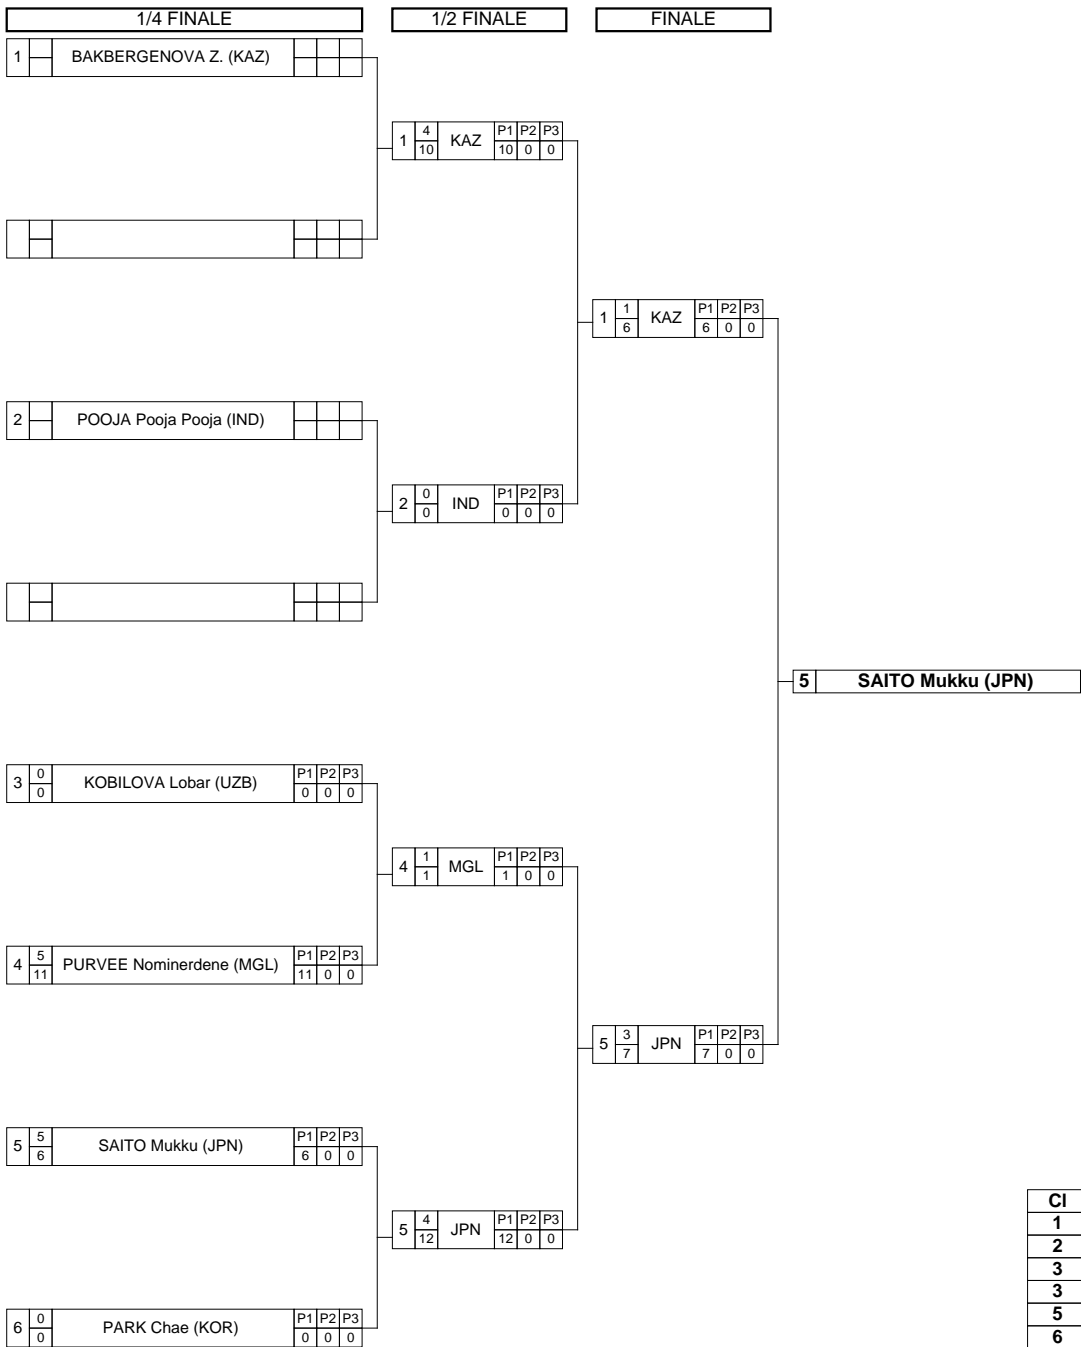 1/4 FINALE 1/2 FINALE FINALE
1 BAKBERGENOVA Z. (KAZ)
1 4 10 KAZ P1 P2 P3 10 0 0
1 1 6 KAZ P1 P2 P3 6 0 0
2 POOJA Pooja Pooja (IND)
2 0 0 IND P1 P2 P3 0 0 0
5 SAITO Mukku (JPN)
3 0 0 KOBILOVA Lobar (UZB) P1 P2 P3 0 0 0
4 1 1 MGL P1 P2 P3 1 0 0
4 5 11 PURVEE Nominerdene (MGL) P1 P2 P3 11 0 0
5 3 7 JPN P1 P2 P3 7 0 0
5 5 6 SAITO Mukku (JPN) P1 P2 P3 6 0 0
5 4 12 JPN P1 P2 P3 12 0 0
6 0 0 PARK Chae (KOR) P1 P2 P3 0 0 0
Cl
1
2
3
3
5
6